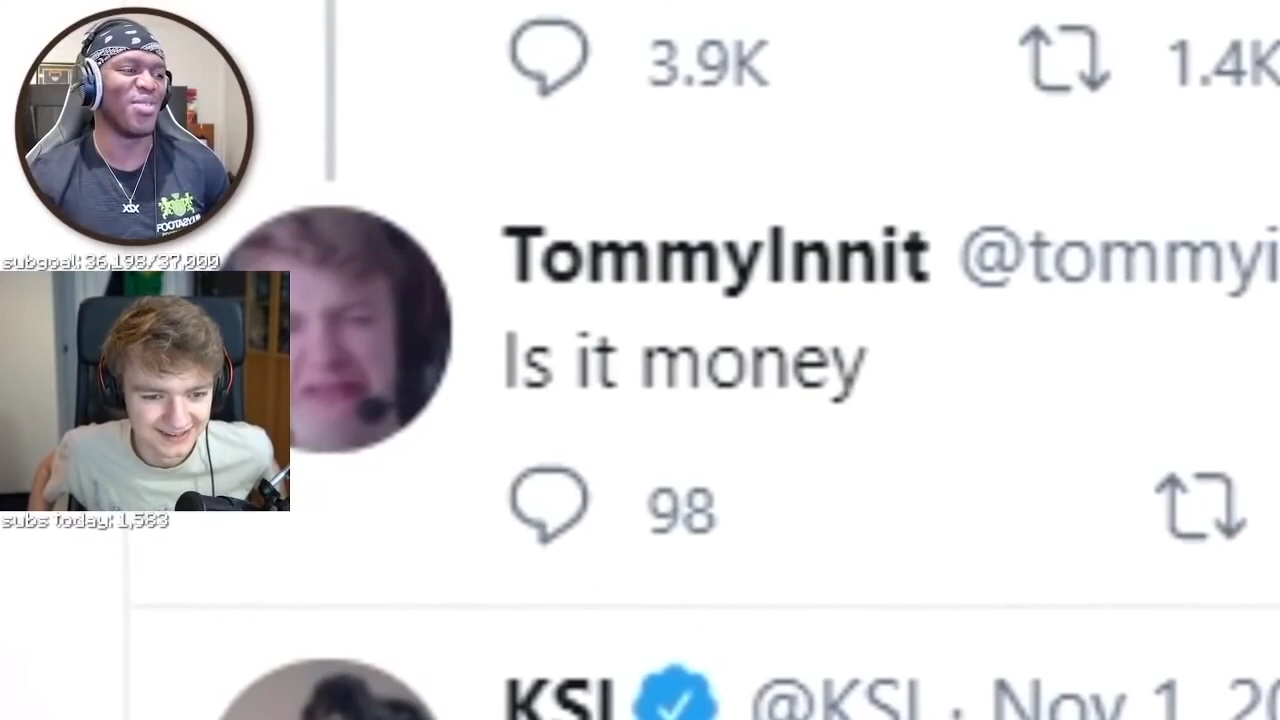 3.9K
1.4K
subgoal: 36,198/37,000
TommyInnit @tommyi
Is it money
98
subs today: 1,583
KSI @KSI · Nov 1, 20